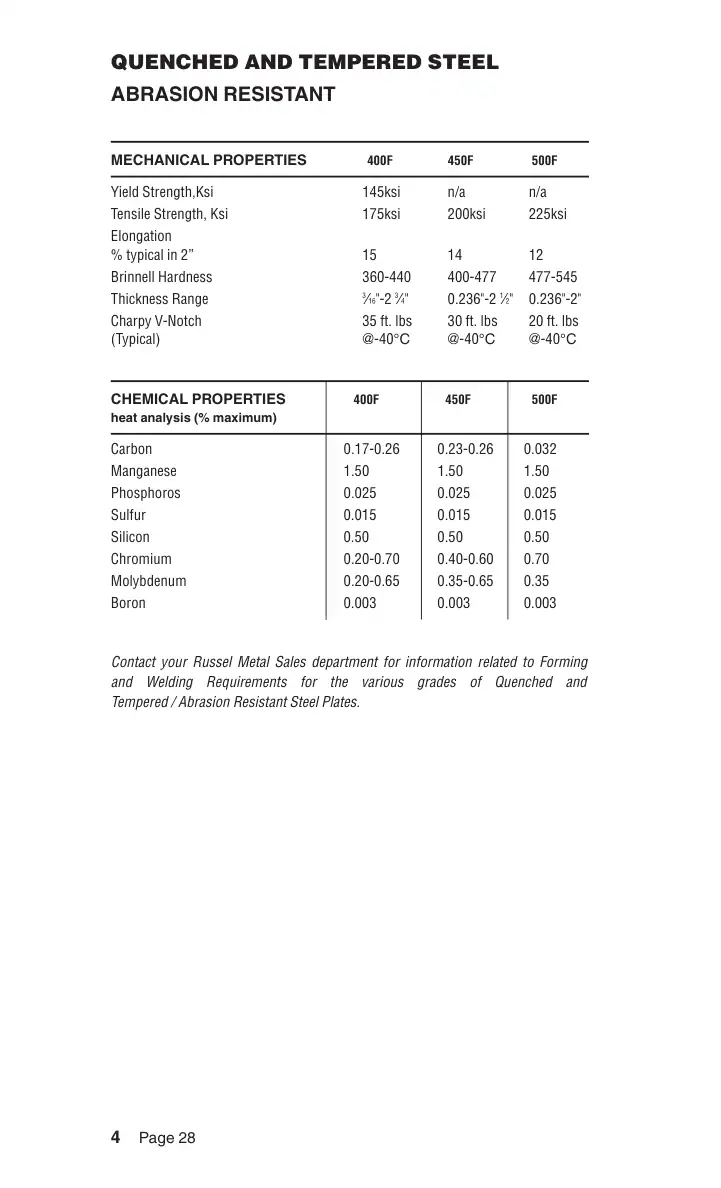 QUENCHED AND TEMPERED STEEL
ABRASION RESISTANT
MECHANICAL PROPERTIES 400F 450F 500F
Yield Strength,Ksi 145ksi n/a n/a
Tensile Strength, Ksi 175ksi 200ksi 225ksi
Elongation
% typical in 2” 15 14 12
Brinnell Hardness 360-440 400-477 477-545
Thickness Range 3⁄16"-2 3⁄4" 0.236"-2 1⁄2" 0.236"-2"
Charpy V-Notch 35 ft. lbs 30 ft. lbs 20 ft. lbs
(Typical) @-40°C @-40°C @-40°C
CHEMICAL PROPERTIES 400F 450F 500F
heat analysis (% maximum)
Carbon 0.17-0.26 0.23-0.26 0.032
Manganese 1.50 1.50 1.50
Phosphoros 0.025 0.025 0.025
Sulfur 0.015 0.015 0.015
Silicon 0.50 0.50 0.50
Chromium 0.20-0.70 0.40-0.60 0.70
Molybdenum 0.20-0.65 0.35-0.65 0.35
Boron 0.003 0.003 0.003
Contact your Russel Metal Sales department for information related to Forming
and Welding Requirements for the various grades of Quenched and
Tempered / Abrasion Resistant Steel Plates.
4 Page 28